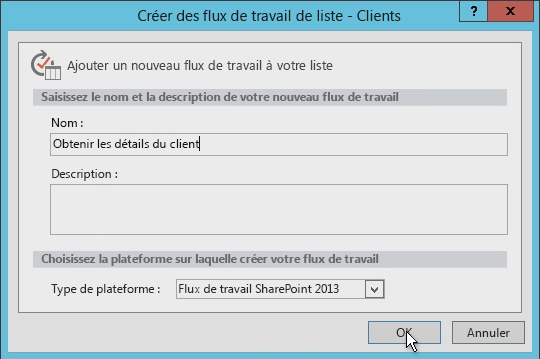 Créer des flux de travail de liste - Clients
? X
Ajouter un nouveau flux de travail à votre liste
Saisissez le nom et la description de votre nouveau flux de travail
Nom :
Obtenir les détails du client
Description :
Choisissez la plateforme sur laquelle créer votre flux de travail
Type de plateforme : Flux de travail SharePoint 2013
OK Annuler